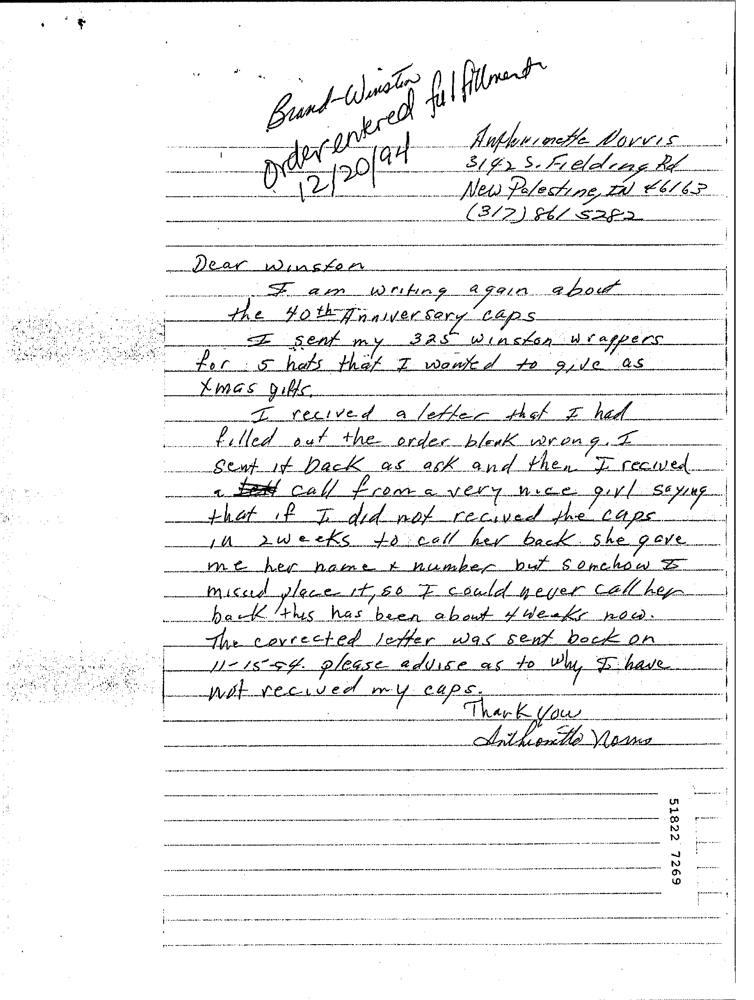 Brand-Winston
Order entered fulfillment
12/20/94
Anthionette Norris
3142 S. Fielding Rd
New Palestine, IN 46163
(317) 861 5282
Dear Winston
I am writing again about
the 40th Anniversary caps
I sent my 325 Winston wrappers
for 5 hats that I wanted to give as
Xmas gifts.
I recived a letter that I had
filled out the order blank wrong. I
sent it back as ask and then I recived
a call from a very nice girl saying
that if I did not recived the caps
in 2 weeks to call her back. she gave
me her name & number but somehow I
missed place it, so I could never call her
back this has been about 4 weeks now.
The corrected letter was sent back on
11-15-94. please advise as to why I have
not recived my caps.
Thank you
Anthionette Norris
51822 7269